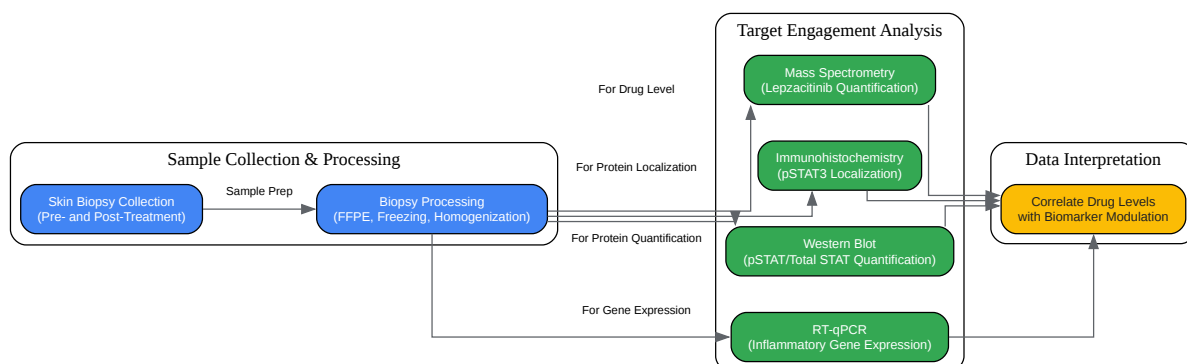 Target Engagement Analysis
Mass Spectrometry
(Lepzacitinib Quantification)
For Drug Level
Sample Collection & Processing
For Protein Localization
Immunohistochemistry
(pSTAT3 Localization)
Data Interpretation
Skin Biopsy Collection
(Pre- and Post-Treatment)
Sample Prep
Biopsy Processing
(FFPE, Freezing, Homogenization)
Correlate Drug Levels
with Biomarker Modulation
For Protein Quantification
Western Blot
(pSTAT/Total STAT Quantification)
For Gene Expression
RT-qPCR
(Inflammatory Gene Expression)